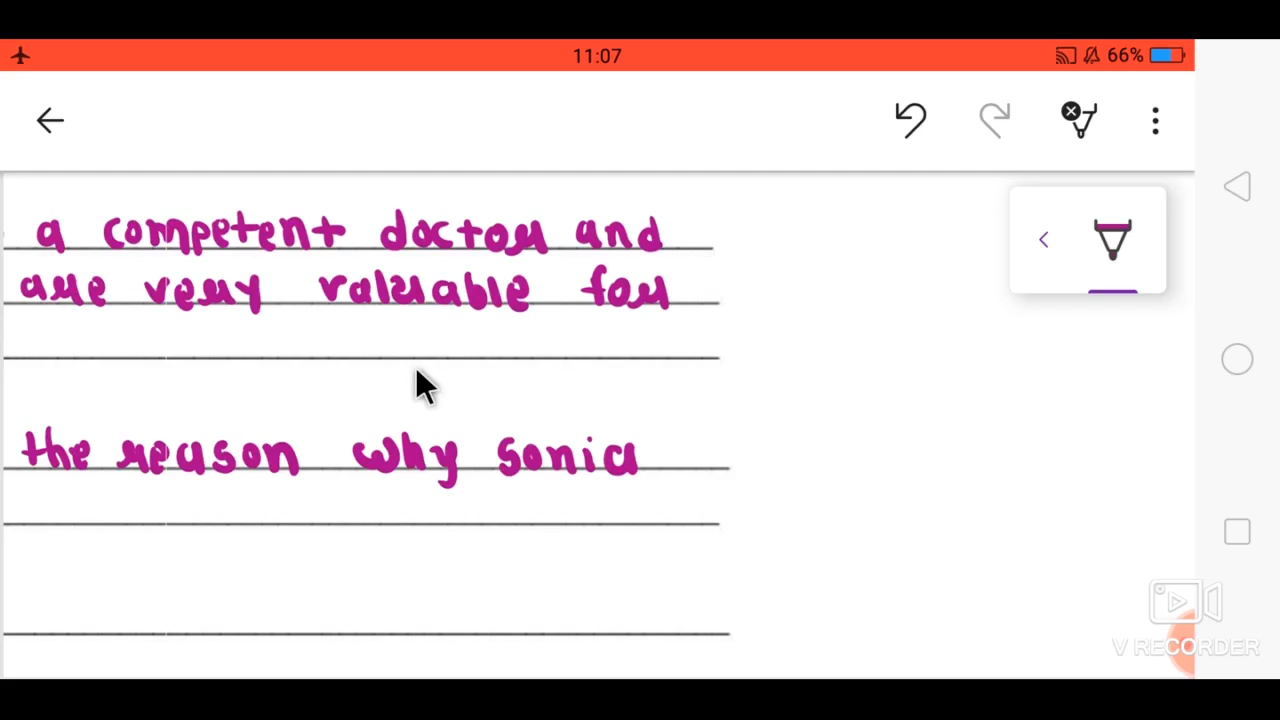 11:07
66%
a competent doctor and
are very valuable for
the reason why sonia
V RECORDER